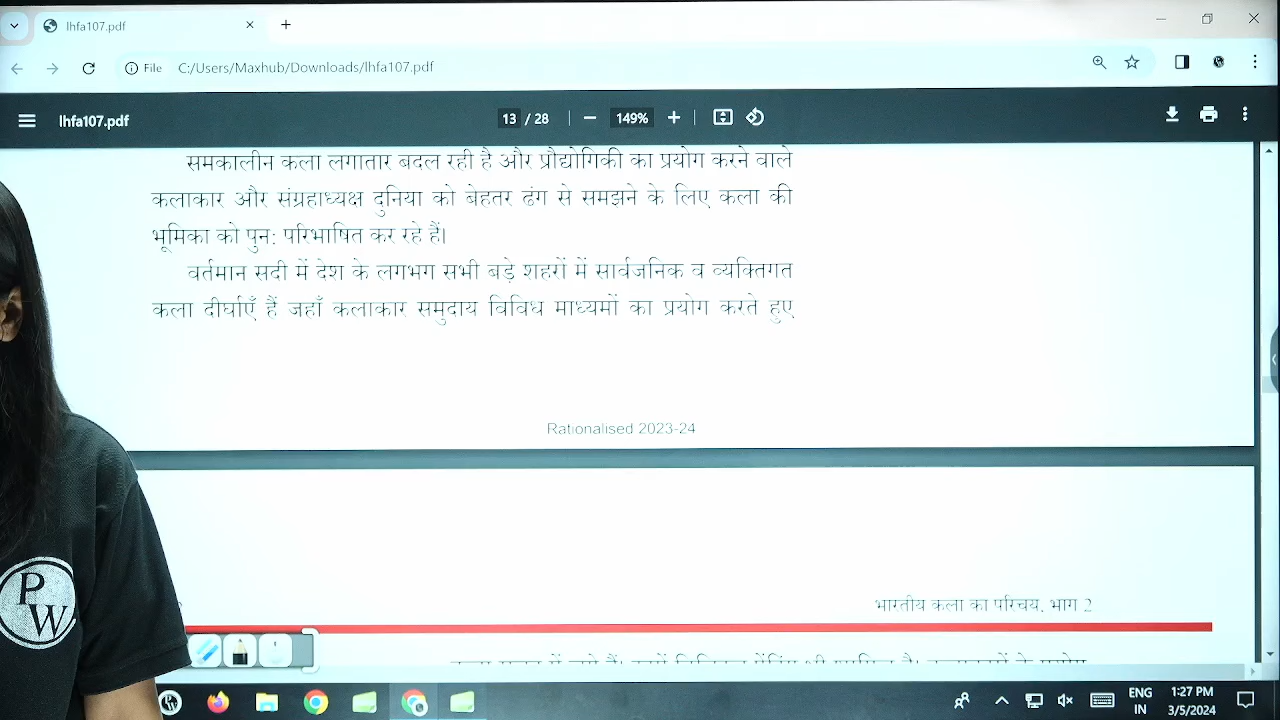 lhfa107.pdf
File C:/Users/Maxhub/Downloads/lhfa107.pdf
lhfa107.pdf 13 / 28 149%
समकालीन कला लगातार बदल रही है और प्रौद्योगिकी का प्रयोग करने वाले
कलाकार और संग्रहाध्यक्ष दुनिया को बेहतर ढंग से समझने के लिए कला की
भूमिका को पुन: परिभाषित कर रहे हैं।
वर्तमान सदी में देश के लगभग सभी बड़े शहरों में सार्वजनिक व व्यक्तिगत
कला दीर्घाएँ हैं जहाँ कलाकार समुदाय विविध माध्यमों का प्रयोग करते हुए
Rationalised 2023-24
भारतीय कला का परिचय, भाग 2
PW
ENG
IN
1:27 PM
3/5/2024